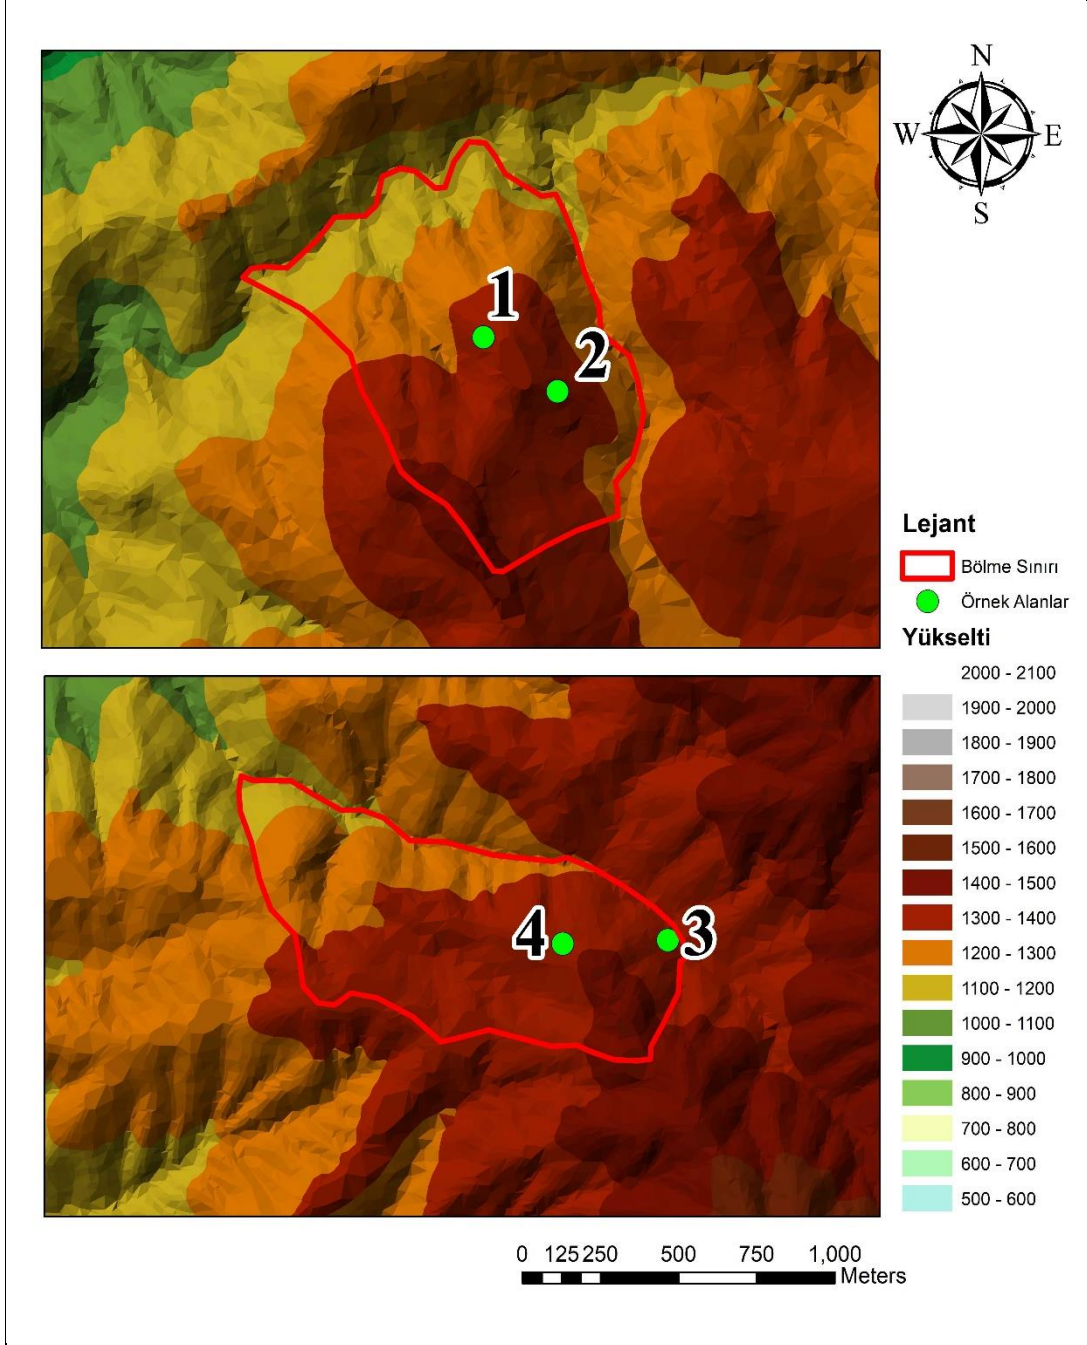 N
W E
S
1
2
Lejant
Bölme Sınırı
Örnek Alanlar
Yükselti
2000 - 2100
1900 - 2000
1800 - 1900
1700 - 1800
1600 - 1700
1500 - 1600
1400 - 1500
1300 - 1400
1200 - 1300
1100 - 1200
1000 - 1100
900 - 1000
800 - 900
700 - 800
600 - 700
500 - 600
4 3
0 125 250 500 750 1,000
Meters